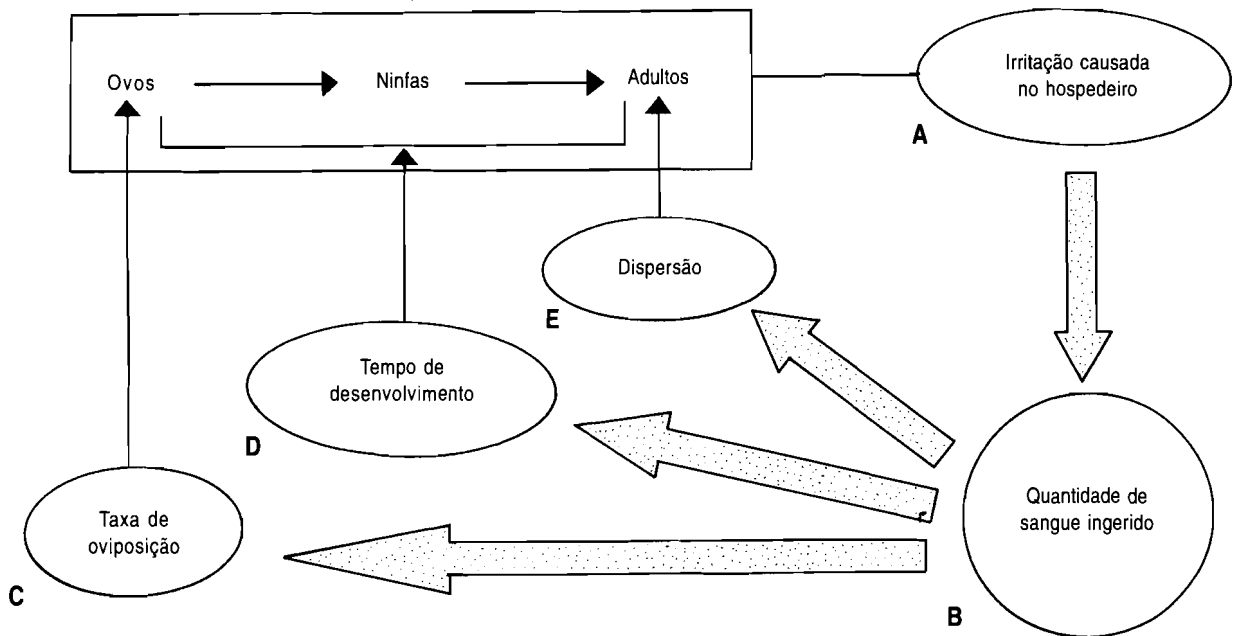 Ovos
Ninfas
Adultos
Irritação causada
no hospedeiro
A
Dispersão
E
Tempo de
desenvolvimento
D
Quantidade de
sangue ingerido
B
Taxa de
oviposição
C